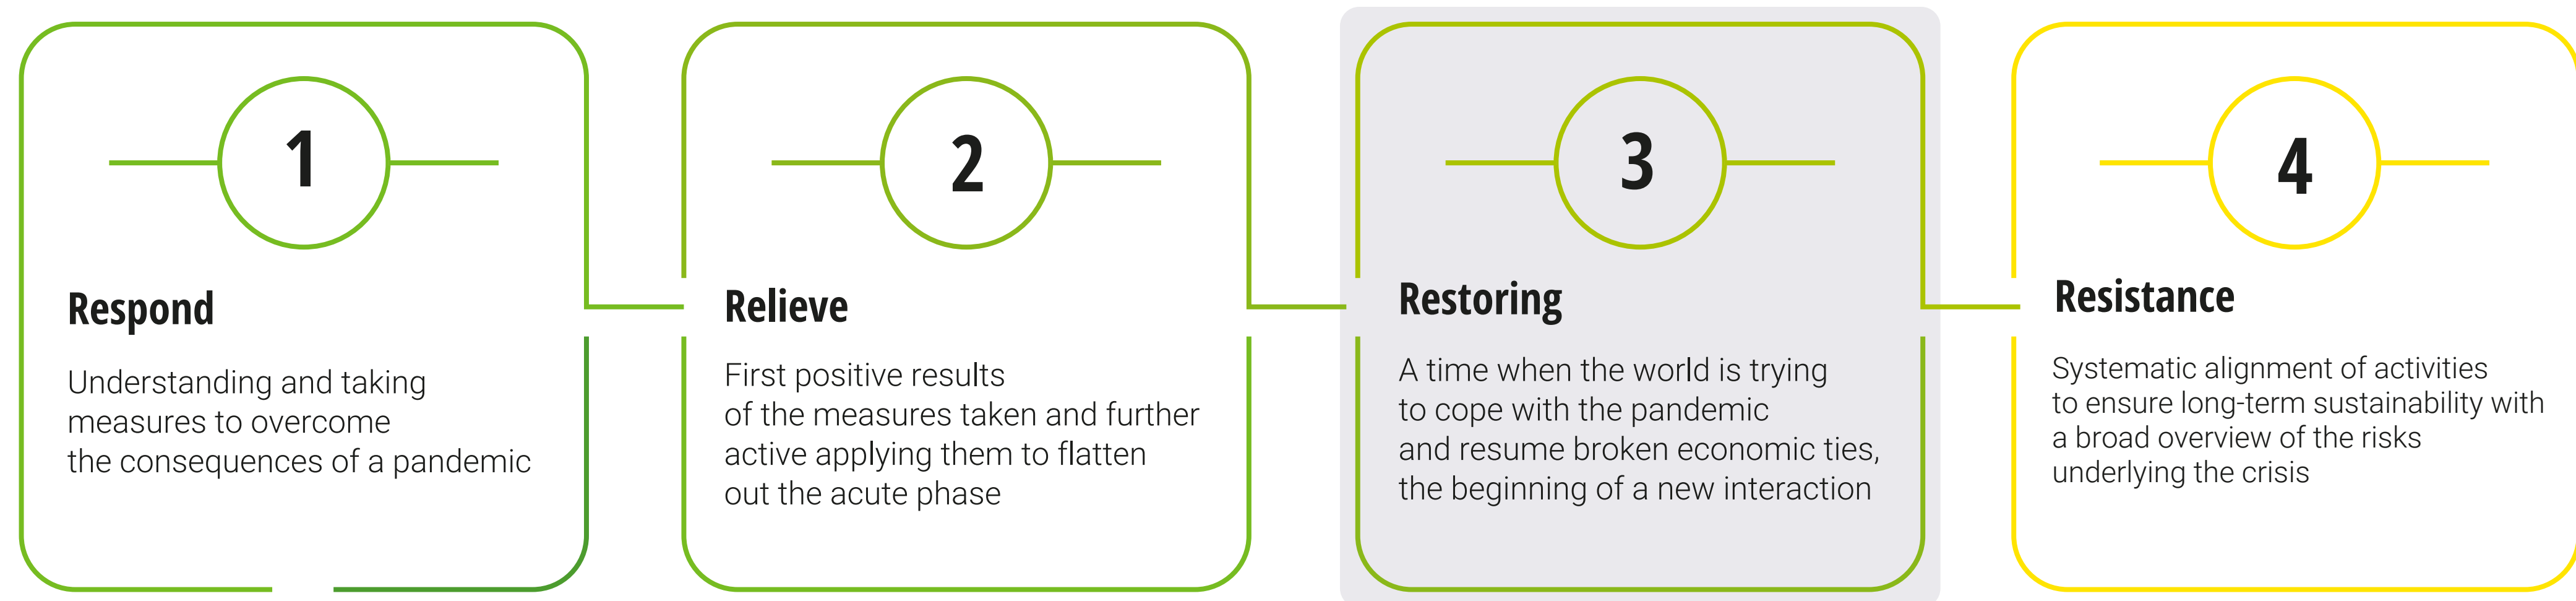 1
Respond
Understanding and taking
measures to overcome
the consequences of a pandemic
2
Relieve
First positive results
of the measures taken and further
active applying them to flatten
out the acute phase
3
Restoring
A time when the world is trying
to cope with the pandemic
and resume broken economic ties,
the beginning of a new interaction
4
Resistance
Systematic alignment of activities
to ensure long-term sustainability with
a broad overview of the risks
underlying the crisis